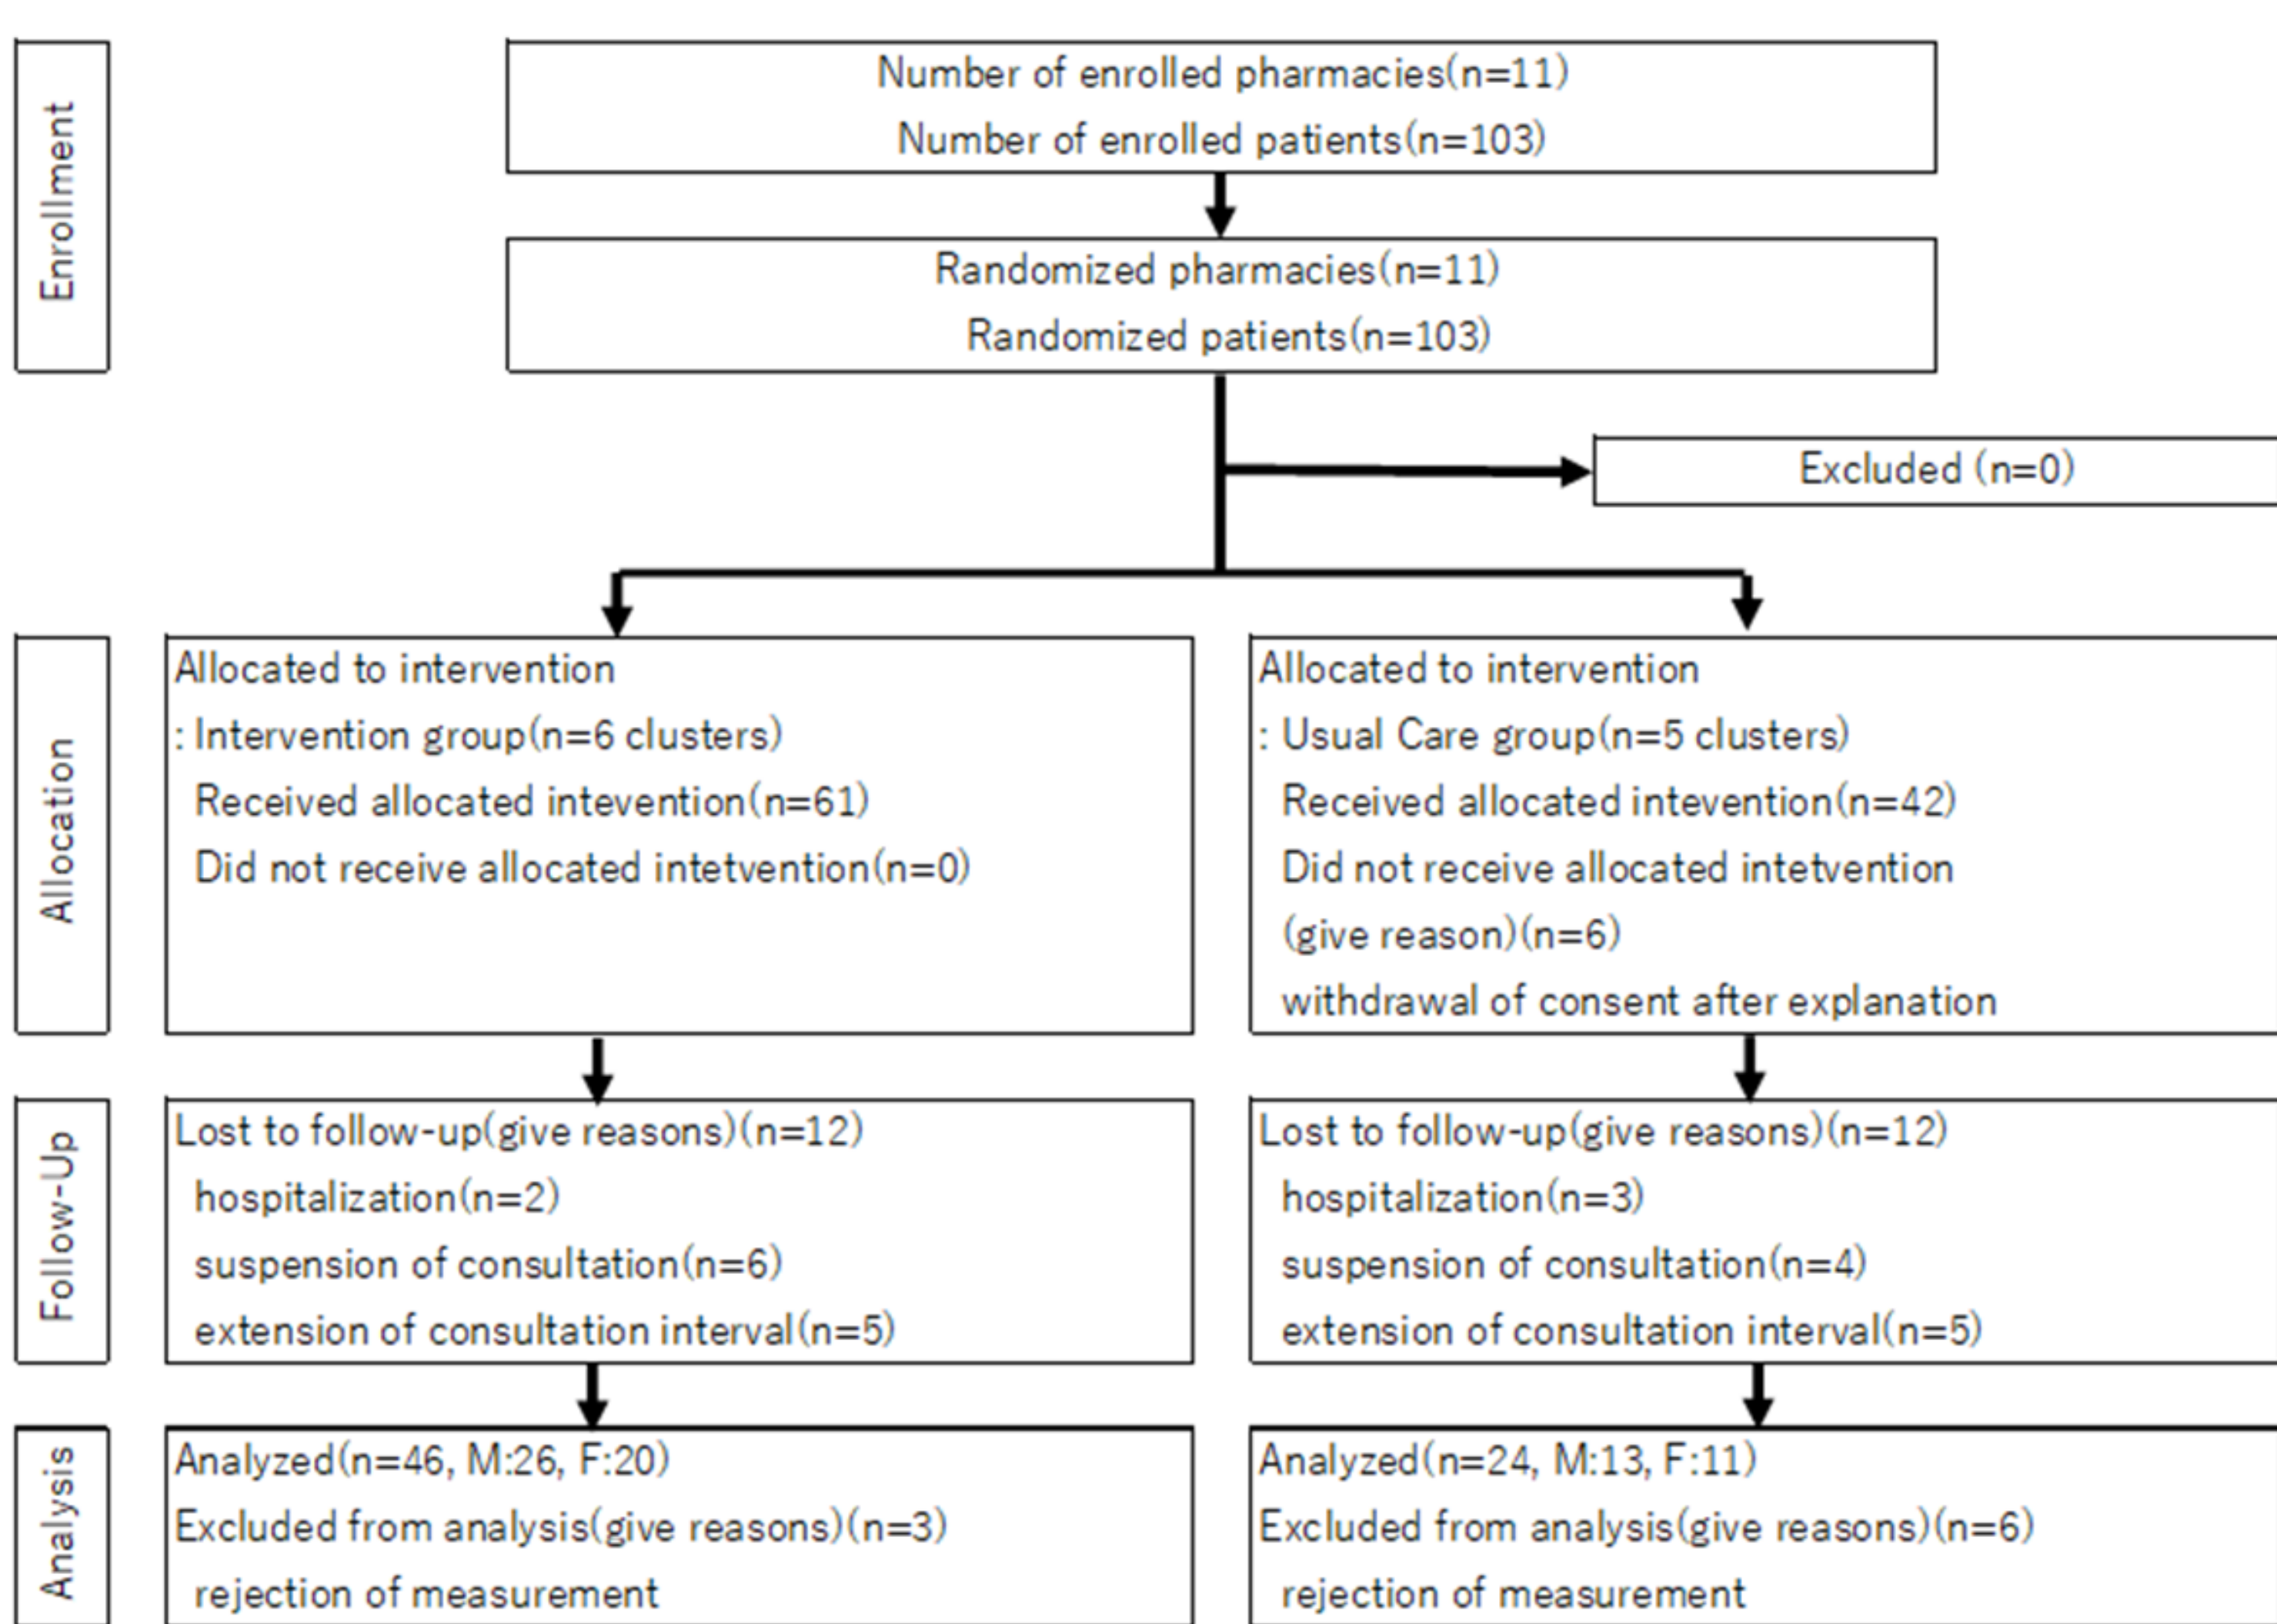 Enrollment
Number of enrolled pharmacies(n=11)
Number of enrolled patients(n=103)
Randomized pharmacies(n=11)
Randomized patients(n=103)
Excluded (n=0)
Allocation
Allocated to intervention
: Intervention group(n=6 clusters)
Received allocated intevention(n=61)
Did not receive allocated intetvention(n=0)
Allocated to intervention
: Usual Care group(n=5 clusters)
Received allocated intevention(n=42)
Did not receive allocated intetvention
(give reason)(n=6)
withdrawal of consent after explanation
Follow-Up
Lost to follow-up(give reasons)(n=12)
hospitalization(n=2)
suspension of consultation(n=6)
extension of consultation interval(n=5)
Lost to follow-up(give reasons)(n=12)
hospitalization(n=3)
suspension of consultation(n=4)
extension of consultation interval(n=5)
Analysis
Analyzed(n=46, M:26, F:20)
Excluded from analysis(give reasons)(n=3)
rejection of measurement
Analyzed(n=24, M:13, F:11)
Excluded from analysis(give reasons)(n=6)
rejection of measurement